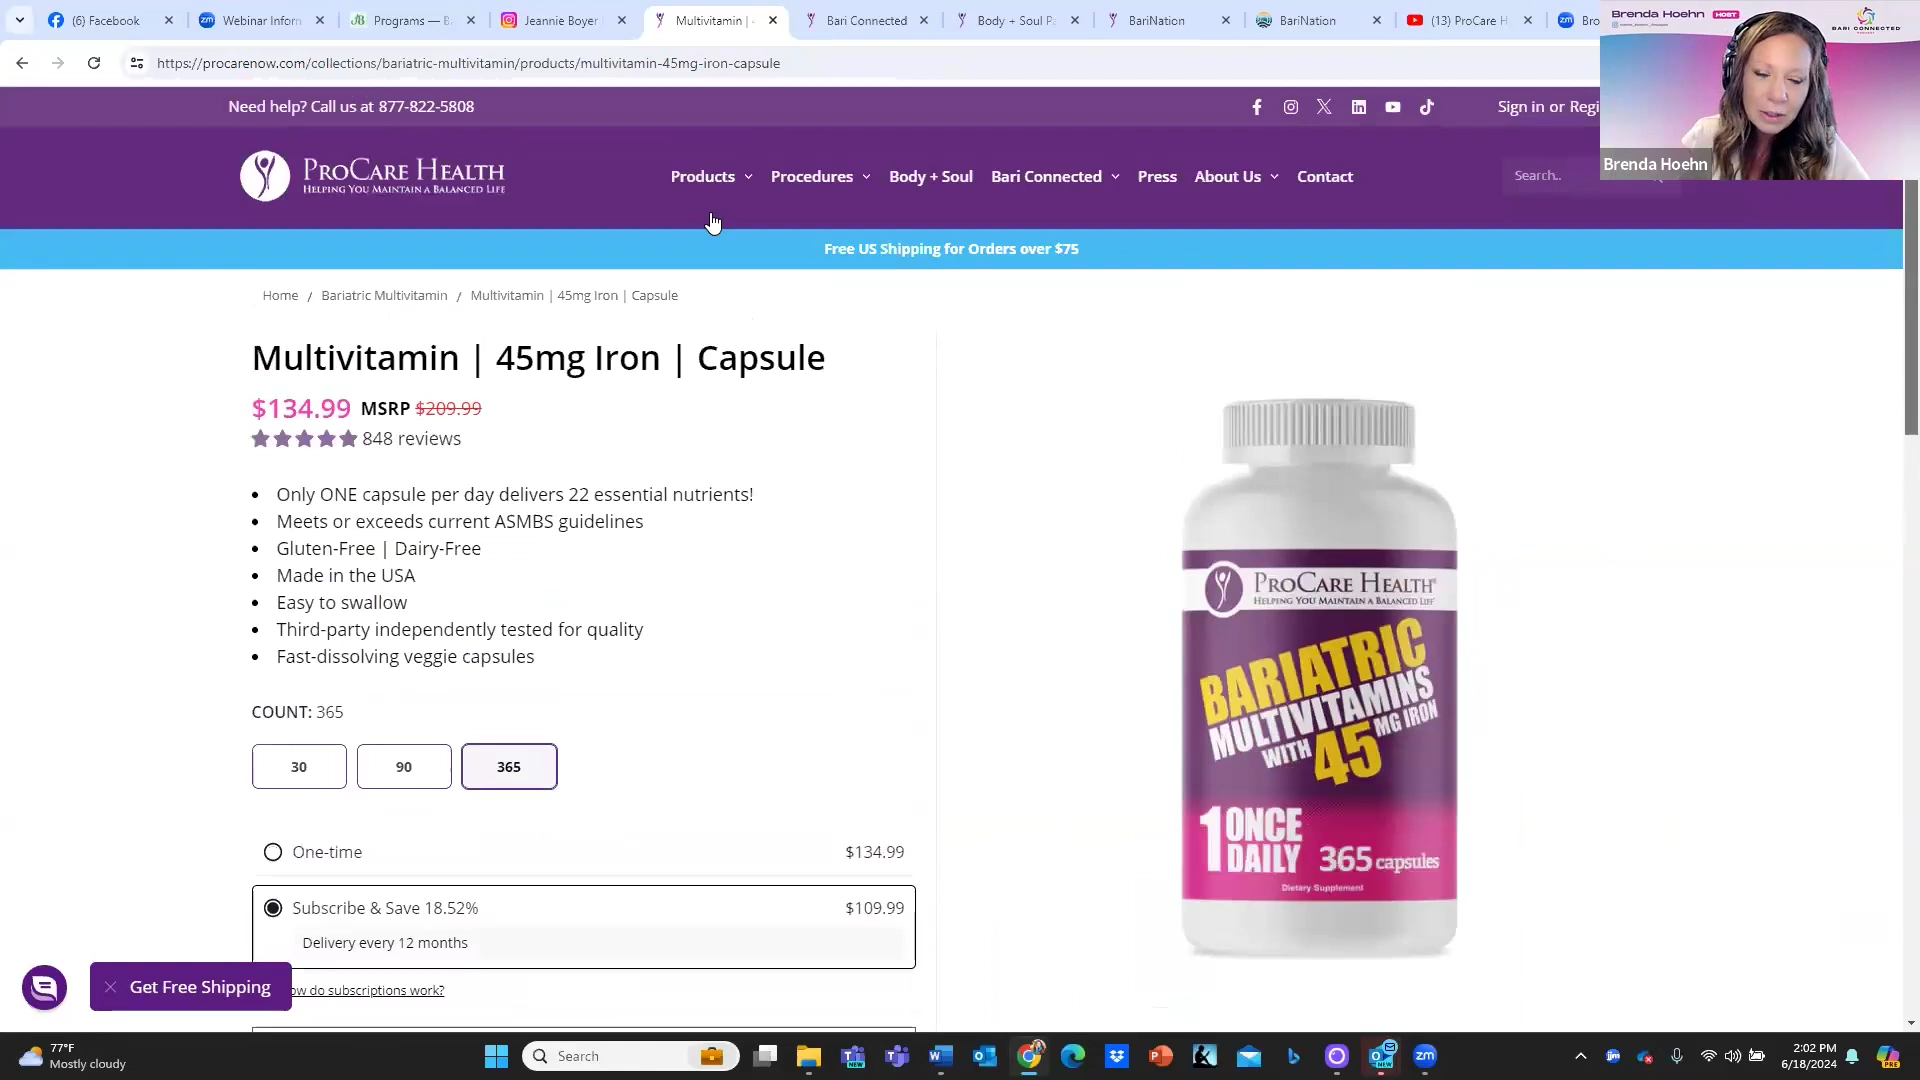 (6) Facebook
Webinar Inforn
Programs — B
Jeannie Boyer
Multivitamin | -
Bari Connected
Body + Soul P
BariNation
BariNation
(13) ProCare H
Bro
https://procarenow.com/collections/bariatric-multivitamin/products/multivitamin-45mg-iron-capsule
Brenda Hoehn HOST
BARI CONNECTED
Brenda Hoehn
Need help? Call us at 877-822-5808
Sign in or Regi
PROCARE HEALTH
HELPING YOU MAINTAIN A BALANCED LIFE
Products
Procedures
Body + Soul
Bari Connected
Press
About Us
Contact
Search..
Free US Shipping for Orders over $75
Home / Bariatric Multivitamin / Multivitamin | 45mg Iron | Capsule
Multivitamin | 45mg Iron | Capsule
$134.99 MSRP $209.99
848 reviews
• Only ONE capsule per day delivers 22 essential nutrients!
• Meets or exceeds current ASMBS guidelines
• Gluten-Free | Dairy-Free
• Made in the USA
• Easy to swallow
• Third-party independently tested for quality
• Fast-dissolving veggie capsules
COUNT: 365
30
90
365
One-time $134.99
Subscribe & Save 18.52% $109.99
Delivery every 12 months
ow do subscriptions work?
Get Free Shipping
PROCARE HEALTH®
HELPING YOU MAINTAIN A BALANCED LIFE
BARIATRIC
MULTIVITAMINS
WITH 45 MG IRON
1 ONCE
DAILY
365 capsules
Dietary Supplement
77°F
Mostly cloudy
Search
2:02 PM
6/18/2024